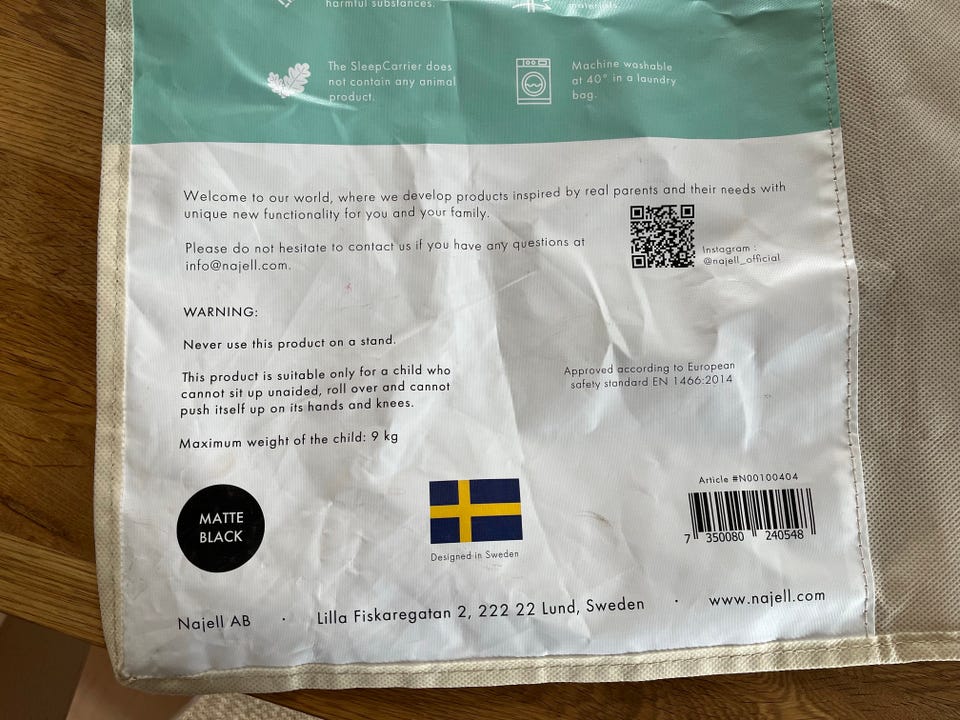 harmful substances.
materials.
The SleepCarrier does
not contain any animal
product.
Machine washable
at 40° in a laundry
bag.
Welcome to our world, where we develop products inspired by real parents and their needs with
unique new functionality for you and your family.
Please do not hesitate to contact us if you have any questions at
info@najell.com.
Instagram :
@najell_official
WARNING:
Never use this product on a stand.
This product is suitable only for a child who
cannot sit up unaided, roll over and cannot
push itself up on its hands and knees.
Maximum weight of the child: 9 kg
Approved according to European
safety standard EN 1466:2014
MATTE
BLACK
Designed in Sweden
Article #N00100404
7 350080 240548
Najell AB · Lilla Fiskaregatan 2, 222 22 Lund, Sweden · www.najell.com